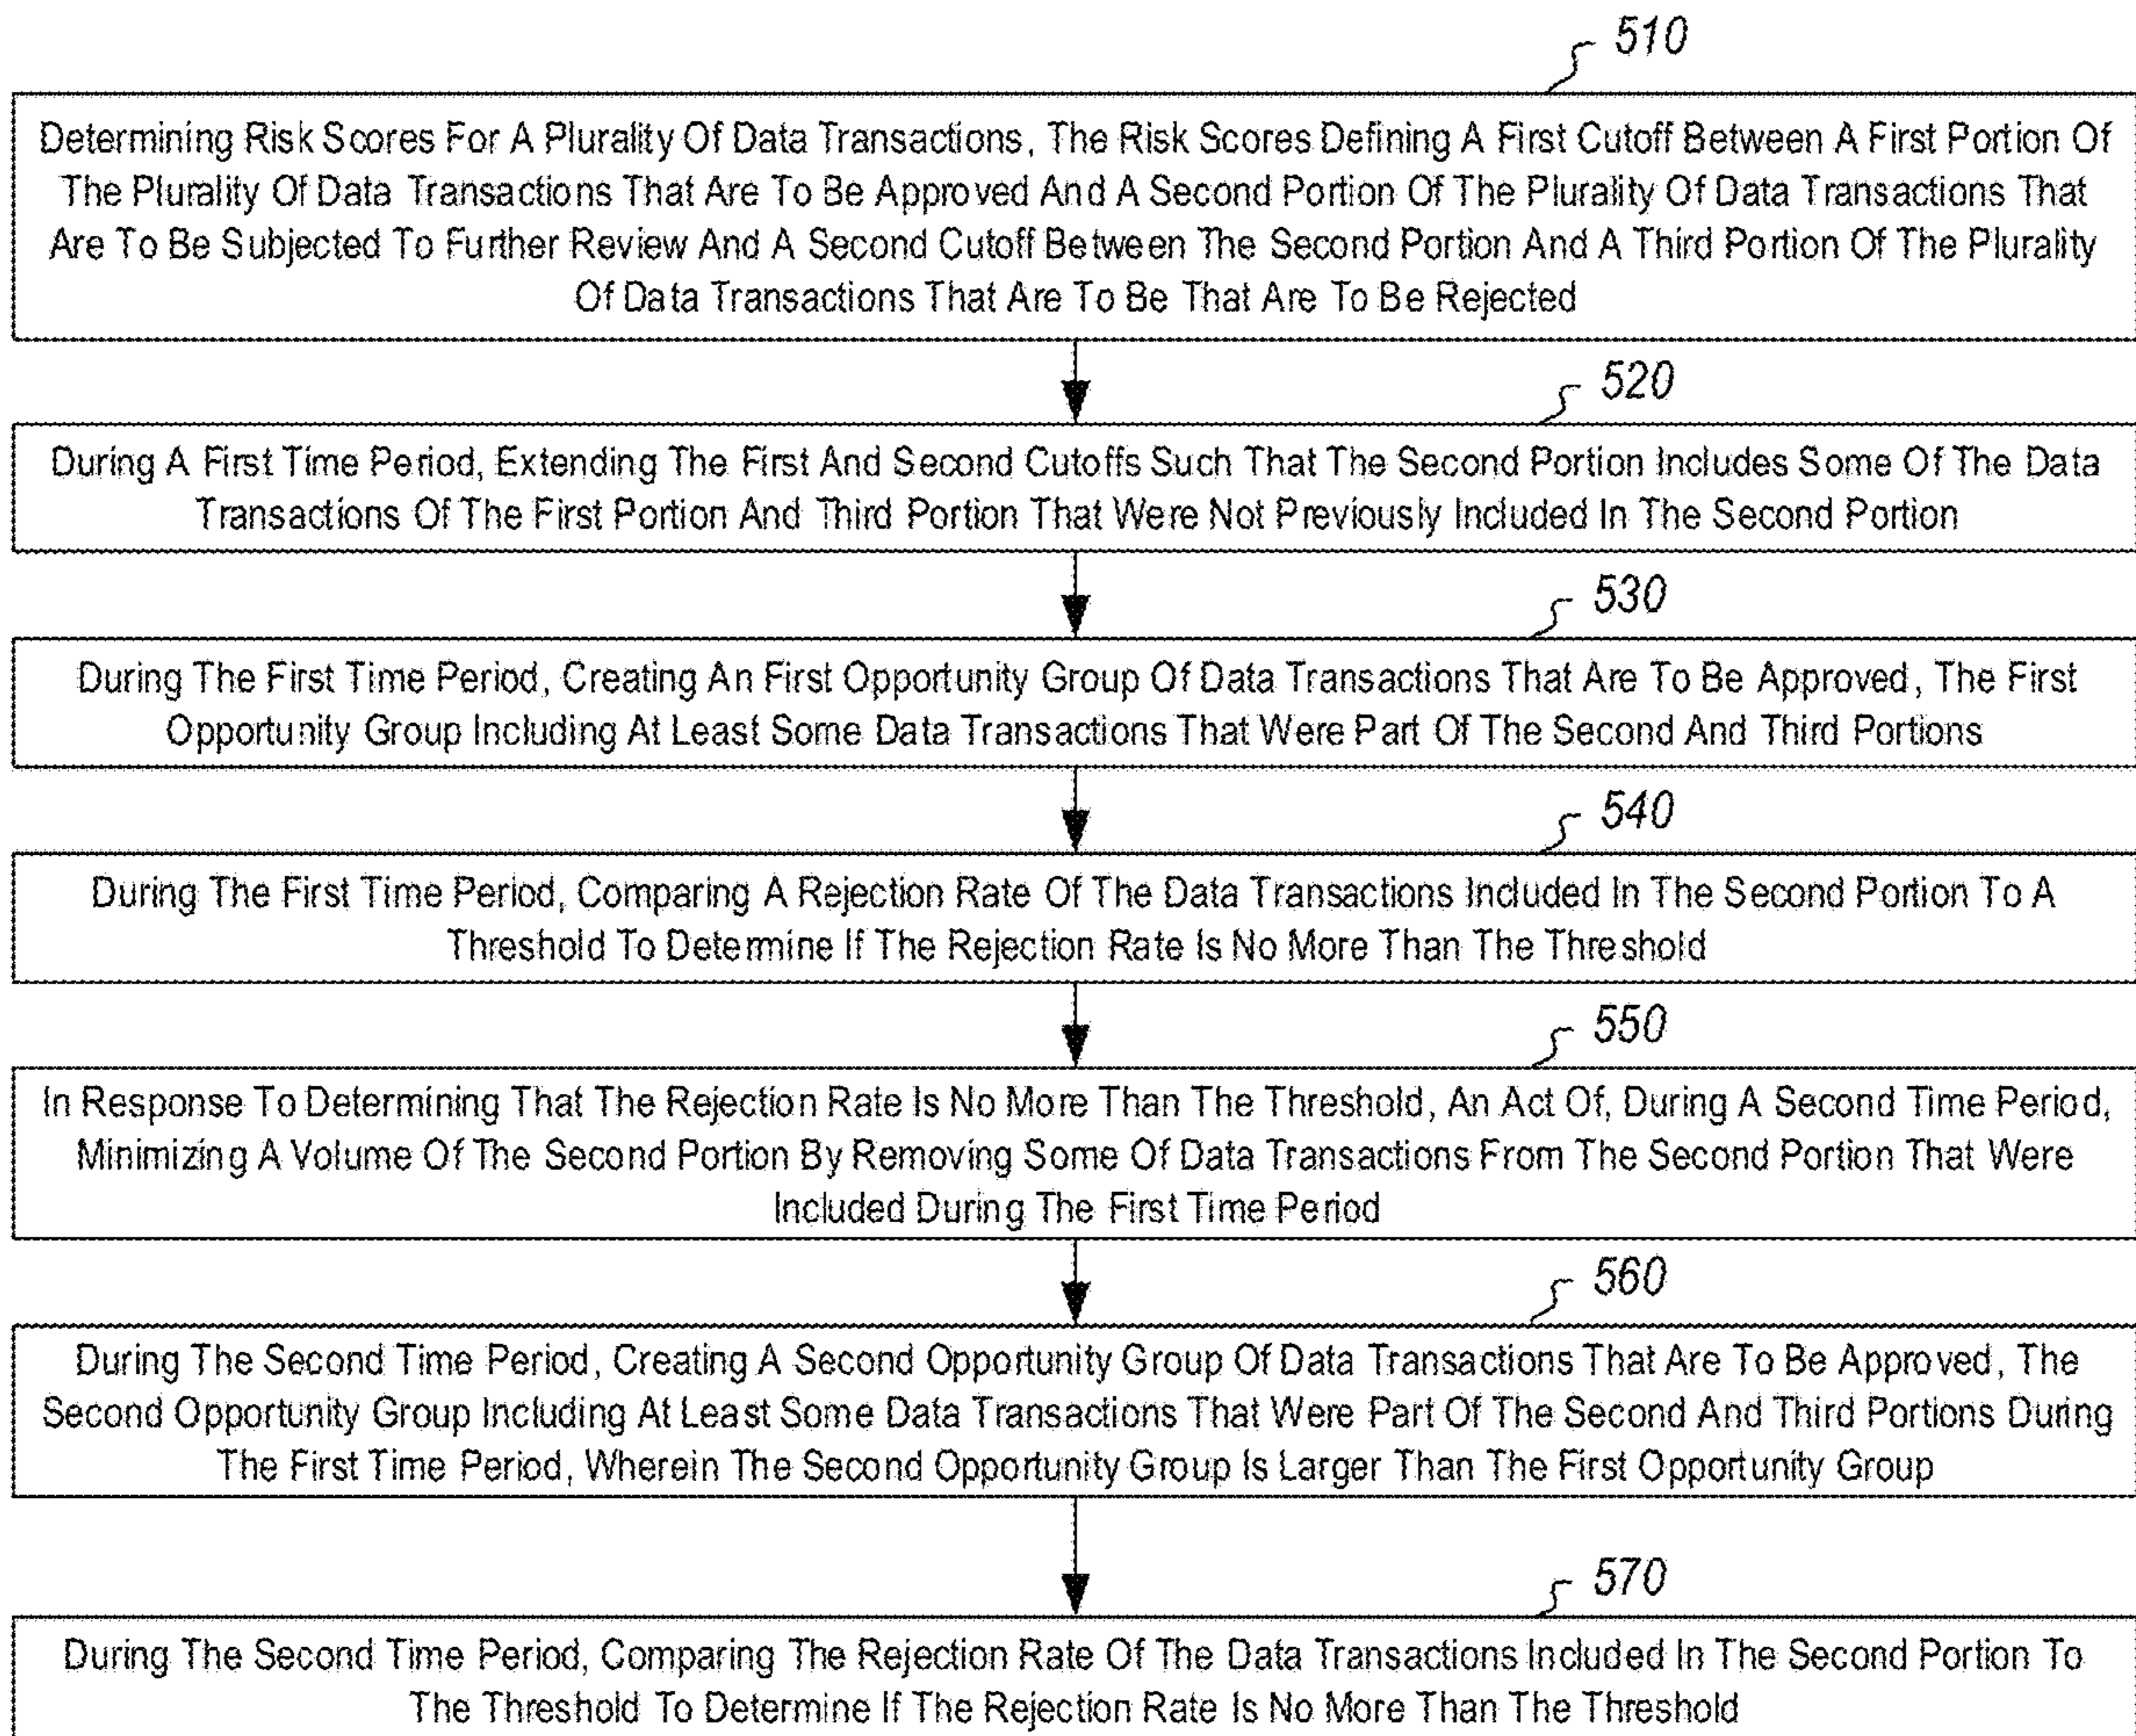 510
Determining Risk Scores For A Plurality Of Data Transactions, The Risk Scores Defining A First Cutoff Between A First Portion Of
The Plurality Of Data Transactions That Are To Be Approved And A Second Portion Of The Plurality Of Data Transactions That
Are To Be Subjected To Further Review And A Second Cutoff Between The Second Portion And A Third Portion Of The Plurality
Of Data Transactions That Are To Be That Are To Be Rejected
520
During A First Time Period, Extending The First And Second Cutoffs Such That The Second Portion Includes Some Of The Data
Transactions Of The First Portion And Third Portion That Were Not Previously Included In The Second Portion
530
During The First Time Period, Creating An First Opportunity Group Of Data Transactions That Are To Be Approved, The First
Opportunity Group Including At Least Some Data Transactions That Were Part Of The Second And Third Portions
540
During The First Time Period, Comparing A Rejection Rate Of The Data Transactions Included In The Second Portion To A
Threshold To Determine If The Rejection Rate Is No More Than The Threshold
550
In Response To Determining That The Rejection Rate Is No More Than The Threshold, An Act Of, During A Second Time Period,
Minimizing A Volume Of The Second Portion By Removing Some Of Data Transactions From The Second Portion That Were
Included During The First Time Period
560
During The Second Time Period, Creating A Second Opportunity Group Of Data Transactions That Are To Be Approved, The
Second Opportunity Group Including At Least Some Data Transactions That Were Part Of The Second And Third Portions During
The First Time Period, Wherein The Second Opportunity Group Is Larger Than The First Opportunity Group
570
During The Second Time Period, Comparing The Rejection Rate Of The Data Transactions Included In The Second Portion To
The Threshold To Determine If The Rejection Rate Is No More Than The Threshold